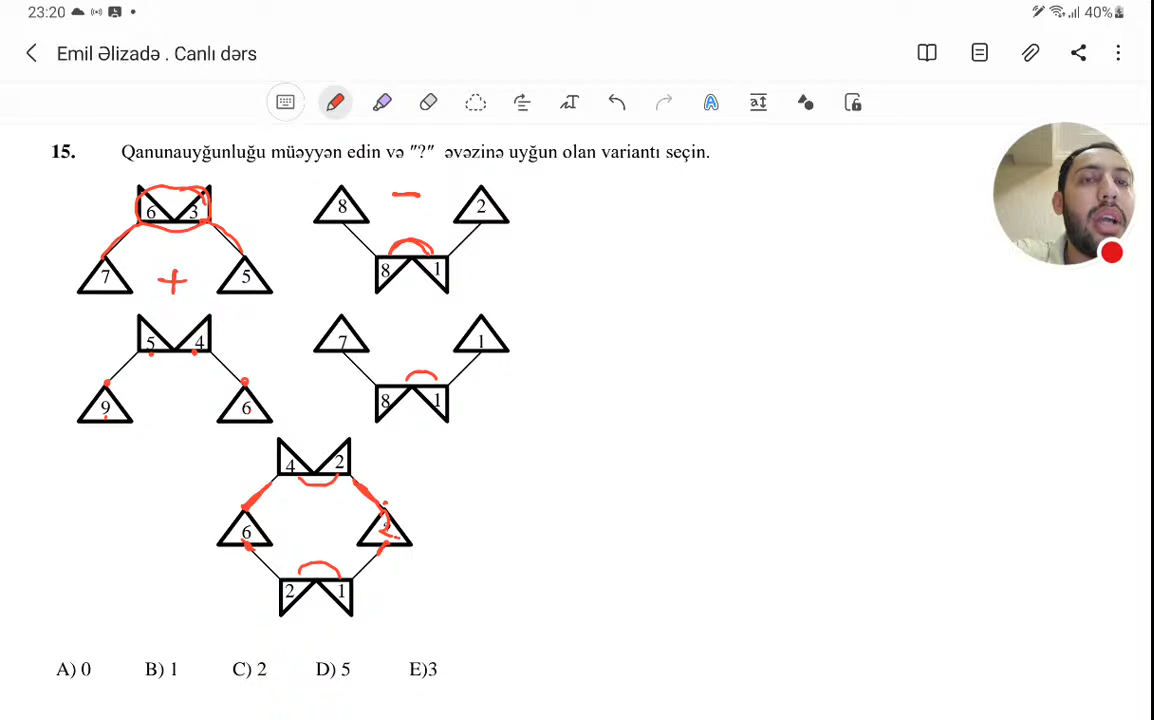 23:20 40%
Emil Əlizadə . Canlı dərs
15. Qanunauyğunluğu müəyyən edin və "?" əvəzinə uyğun olan variantı seçin.
6 3 8 − 2
7 + 5 8 1
5 4 7 1
9 6 8 1
4 2
6
2 1
A) 0 B) 1 C) 2 D) 5 E)3